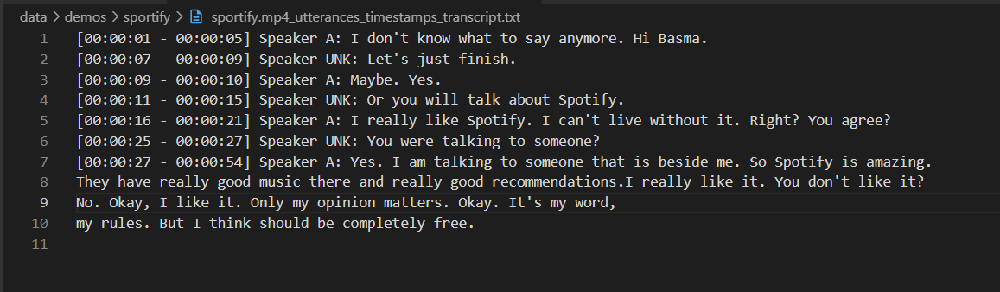 data > demos > sportify > sportify.mp4_utterances_timestamps_transcript.txt
1 [00:00:01 - 00:00:05] Speaker A: I don't know what to say anymore. Hi Basma.
2 [00:00:07 - 00:00:09] Speaker UNK: Let's just finish.
3 [00:00:09 - 00:00:10] Speaker A: Maybe. Yes.
4 [00:00:11 - 00:00:15] Speaker UNK: Or you will talk about Spotify.
5 [00:00:16 - 00:00:21] Speaker A: I really like Spotify. I can't live without it. Right? You agree?
6 [00:00:25 - 00:00:27] Speaker UNK: You were talking to someone?
7 [00:00:27 - 00:00:54] Speaker A: Yes. I am talking to someone that is beside me. So Spotify is amazing.
8 They have really good music there and really good recommendations.I really like it. You don't like it?
9 No. Okay, I like it. Only my opinion matters. Okay. It's my word,
10 my rules. But I think should be completely free.
11